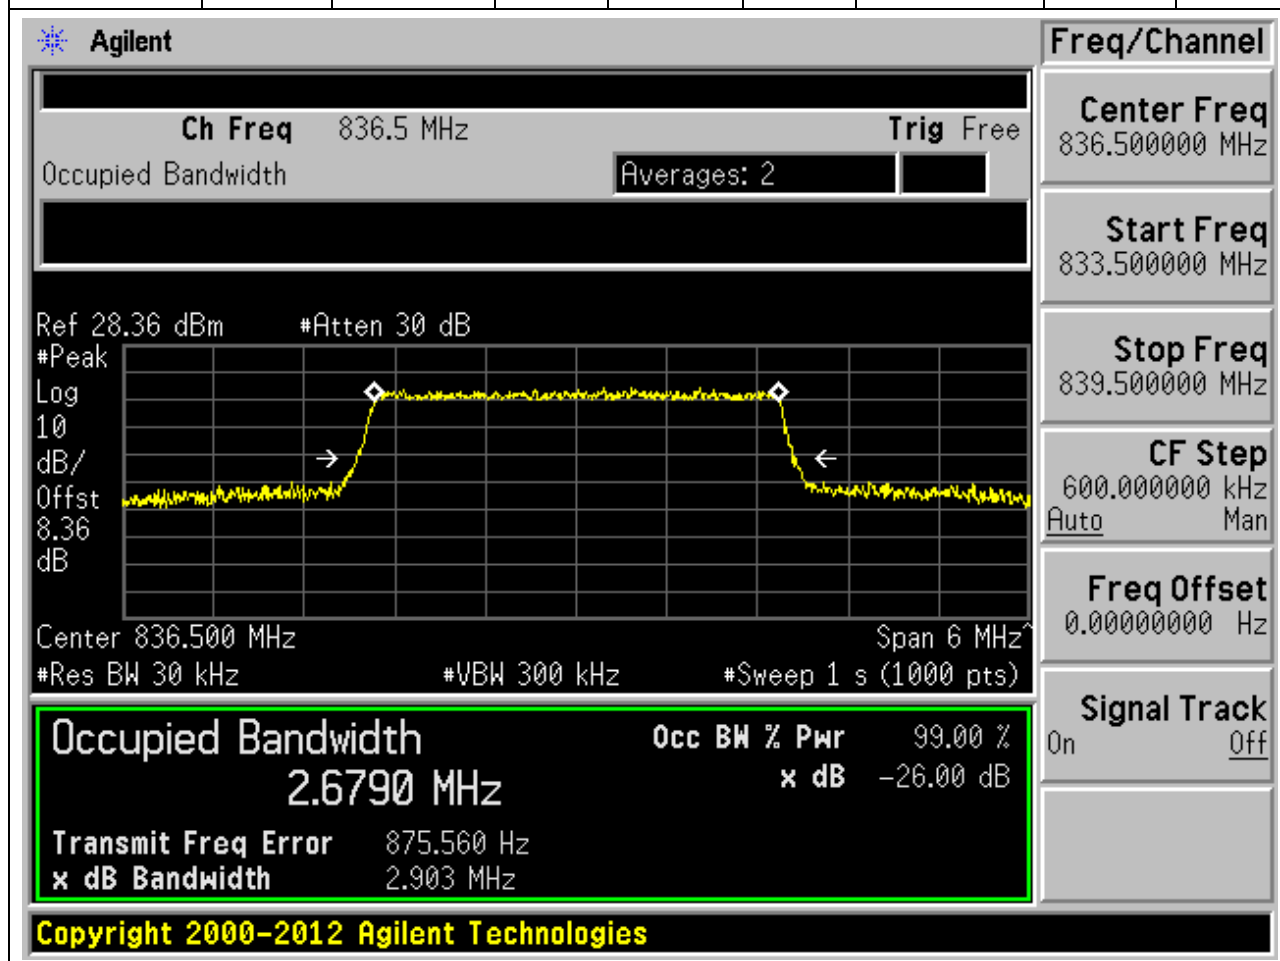 Agilent
Freq/Channel
Ch Freq 836.5 MHz Trig Free
Occupied Bandwidth Averages: 2
Center Freq
836.500000 MHz
Start Freq
833.500000 MHz
Stop Freq
839.500000 MHz
CF Step
600.000000 kHz
Auto Man
Freq Offset
0.00000000 Hz
Signal Track
On Off
Ref 28.36 dBm #Atten 30 dB
#Peak
Log
10
dB/
Offst
8.36
dB
Center 836.500 MHz Span 6 MHz^
#Res BW 30 kHz #VBW 300 kHz #Sweep 1 s (1000 pts)
Occupied Bandwidth Occ BW % Pwr 99.00 %
2.6790 MHz x dB -26.00 dB
Transmit Freq Error 875.560 Hz
x dB Bandwidth 2.903 MHz
Copyright 2000-2012 Agilent Technologies